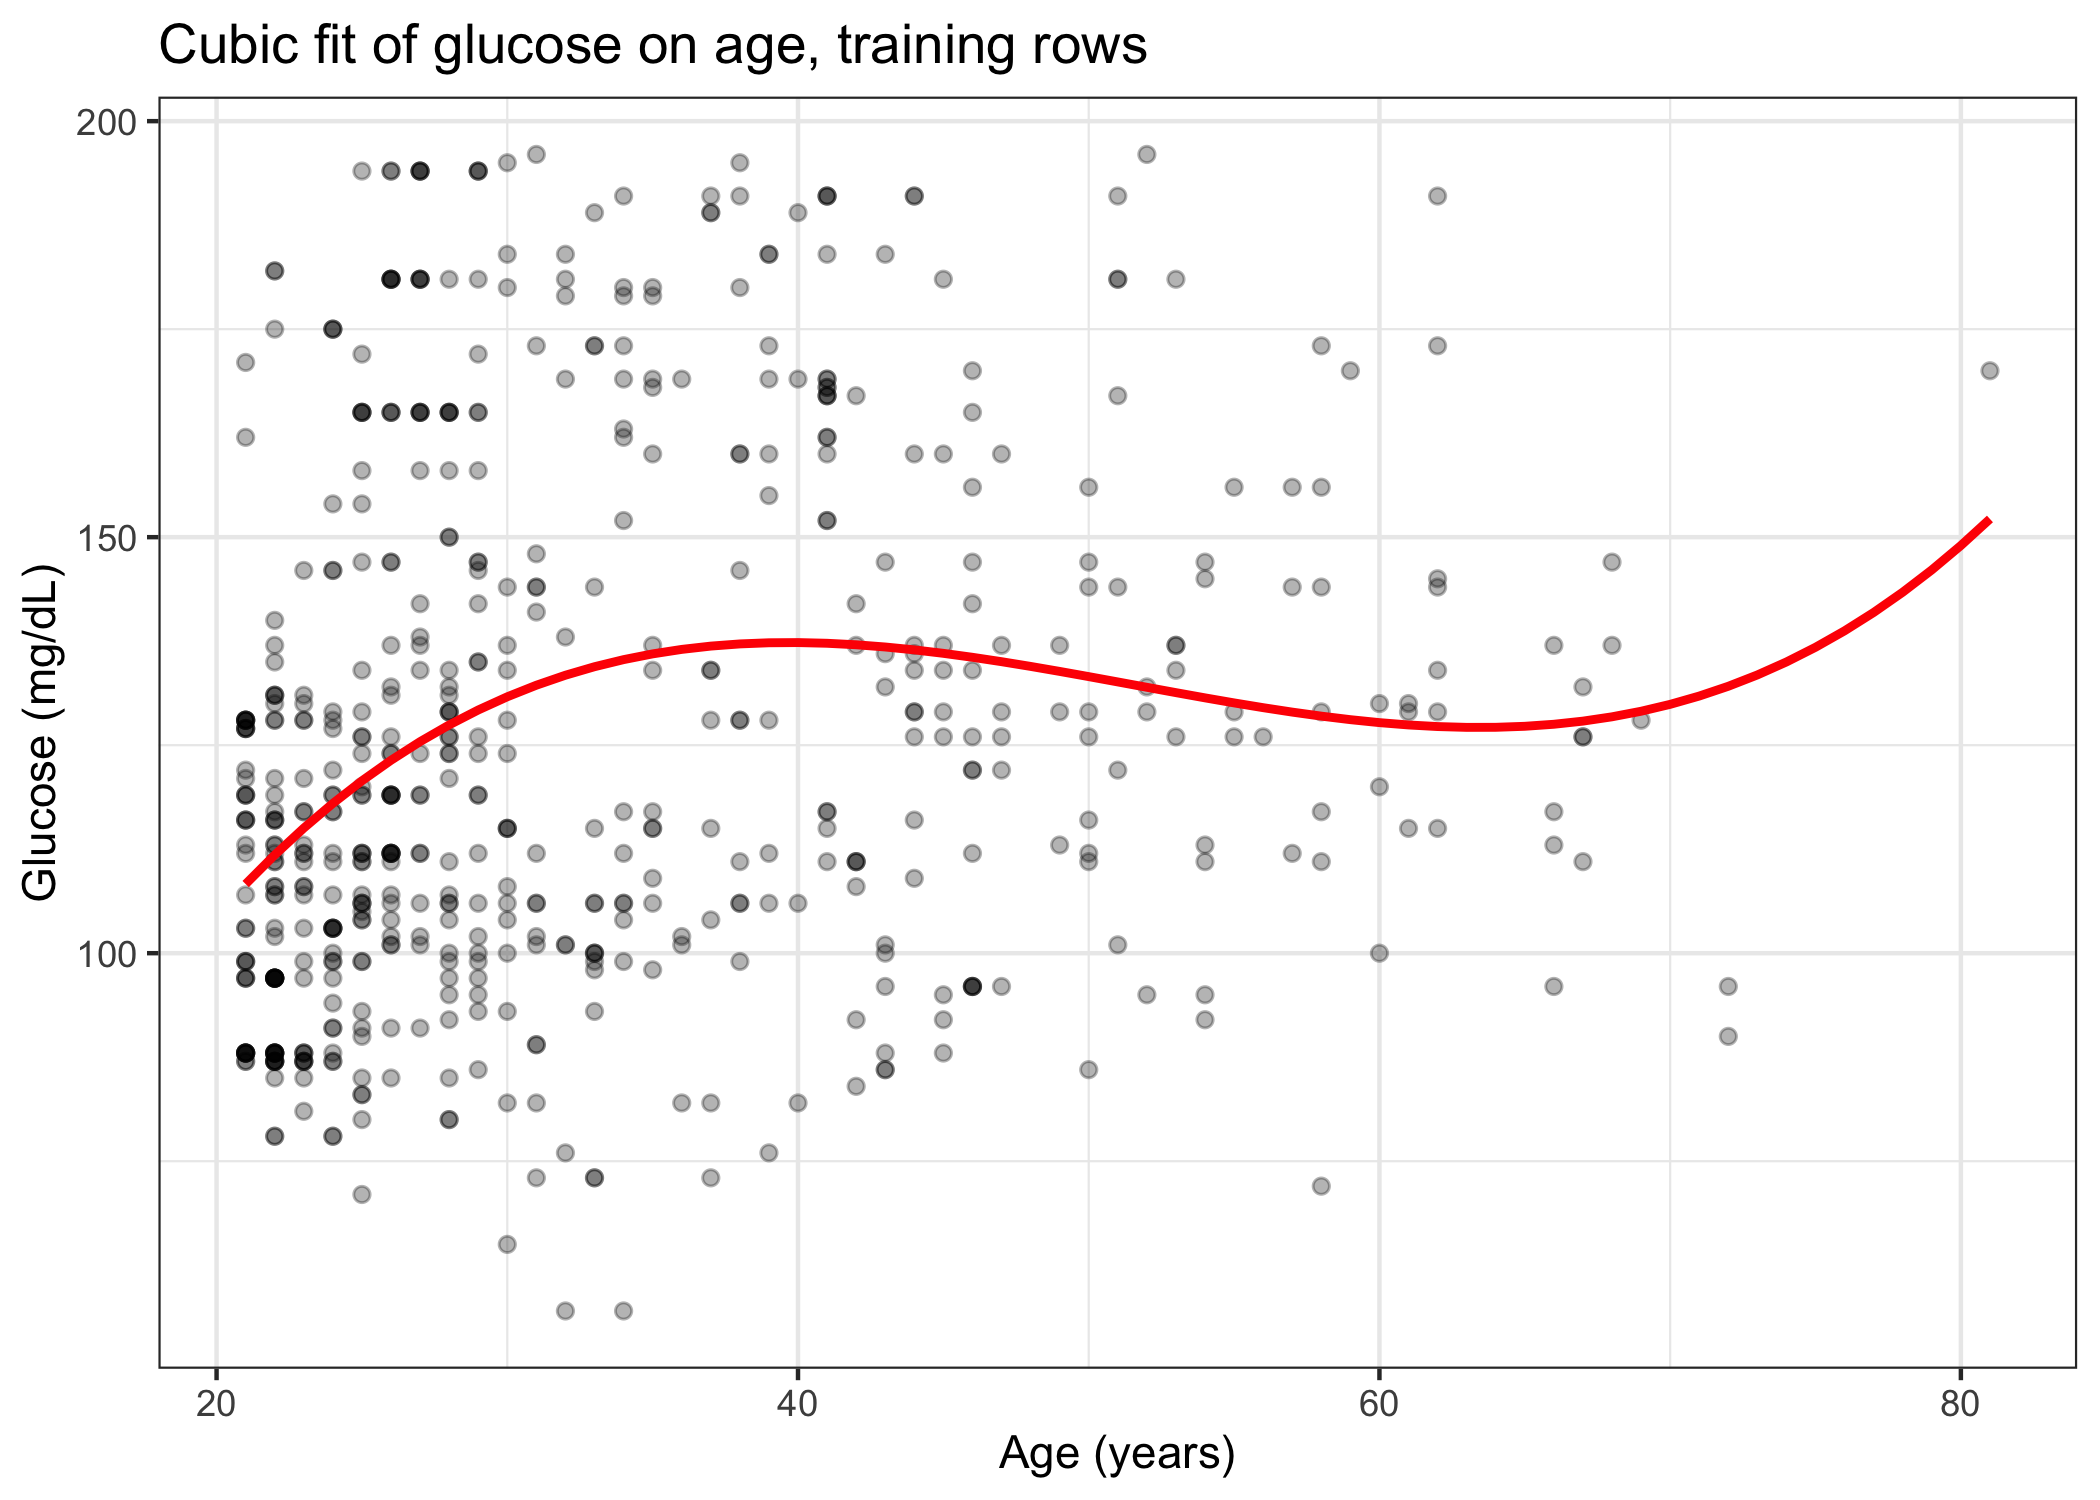 Cubic fit of glucose on age, training rows
200
150
100
Glucose (mg/dL)
20 40 60 80
Age (years)